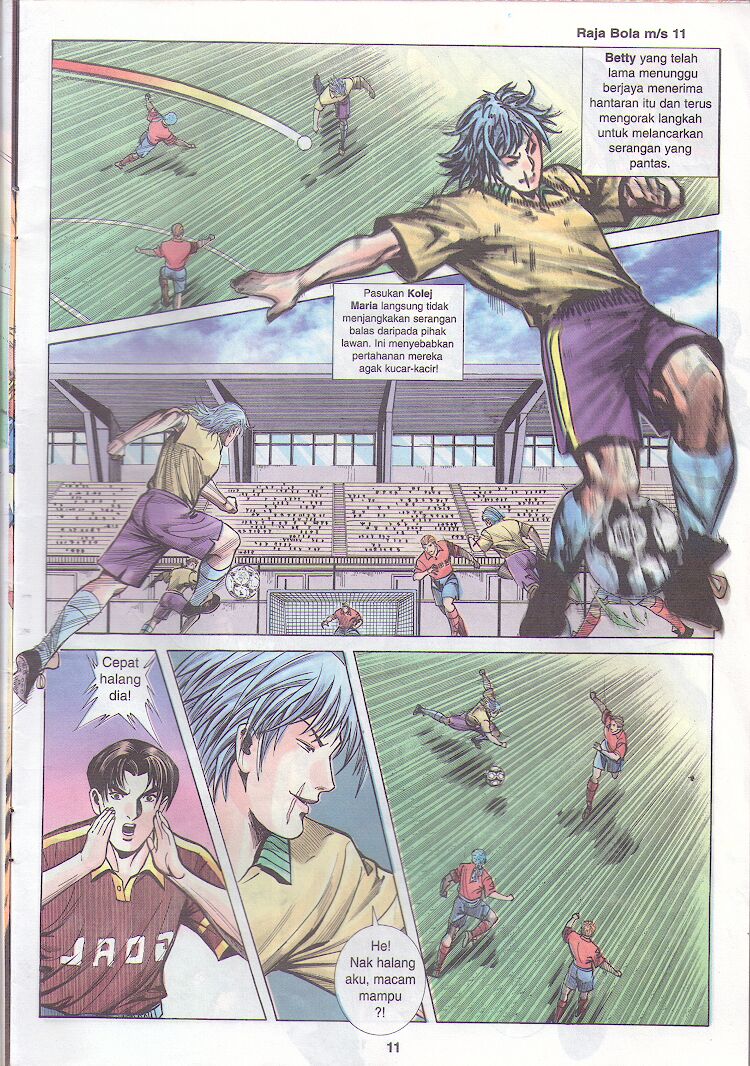 Raja Bola m/s 11
Betty yang telah
lama menunggu
berjaya menerima
hantaran itu dan terus
mengorak langkah
untuk melancarkan
serangan yang
pantas.
Pasukan Kolej
Maria langsung tidak
menjangkakan serangan
balas daripada pihak
lawan. Ini menyebabkan
pertahanan mereka
agak kucar-kacir!
Cepat
halang
dia!
He!
Nak halang
aku, macam
mampu
?!
11